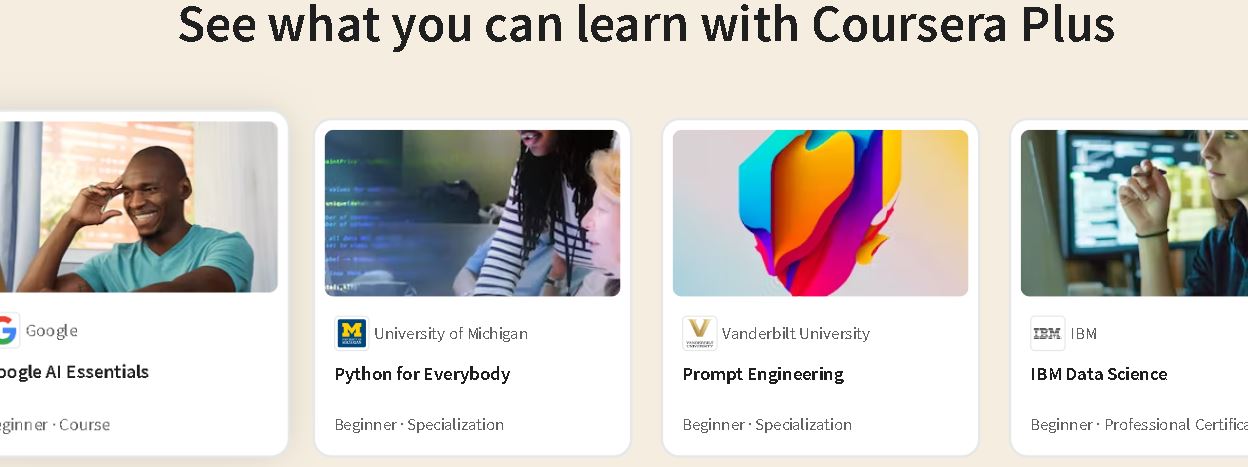 See what you can learn with Coursera Plus
Google
oogle AI Essentials
eginner · Course
University of Michigan
Python for Everybody
Beginner · Specialization
Vanderbilt University
Prompt Engineering
Beginner · Specialization
IBM
IBM
IBM Data Science
Beginner · Professional Certifica